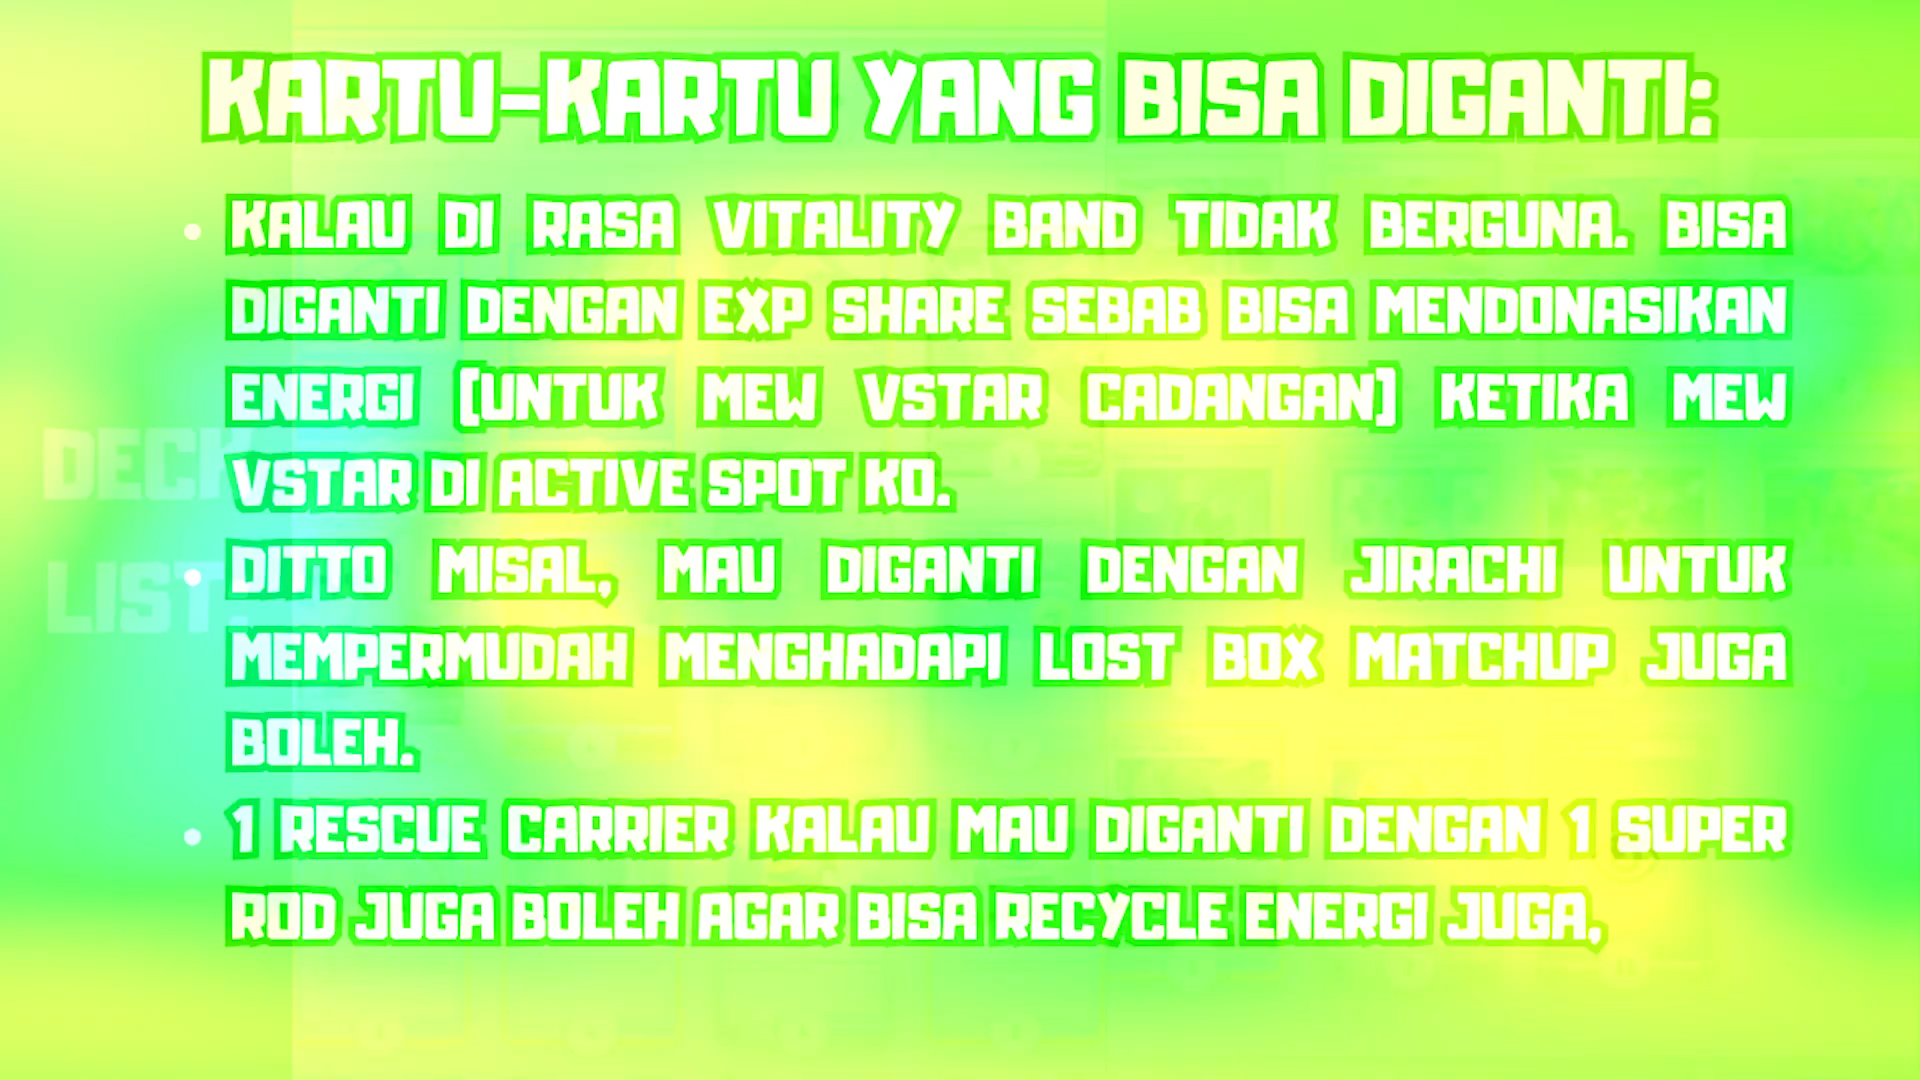 KARTU-KARTU YANG BISA DIGANTI:
• KALAU DI RASA VITALITY BAND TIDAK BERGUNA. BISA
DIGANTI DENGAN EXP SHARE SEBAB BISA MENDONASIKAN
ENERGI (UNTUK MEW VSTAR CADANGAN) KETIKA MEW
VSTAR DI ACTIVE SPOT KO.
• DITTO MISAL, MAU DIGANTI DENGAN JIRACHI UNTUK
MEMPERMUDAH MENGHADAPI LOST BOX MATCHUP JUGA
BOLEH.
• 1 RESCUE CARRIER KALAU MAU DIGANTI DENGAN 1 SUPER
ROD JUGA BOLEH AGAR BISA RECYCLE ENERGI JUGA,
DECK
LIST: